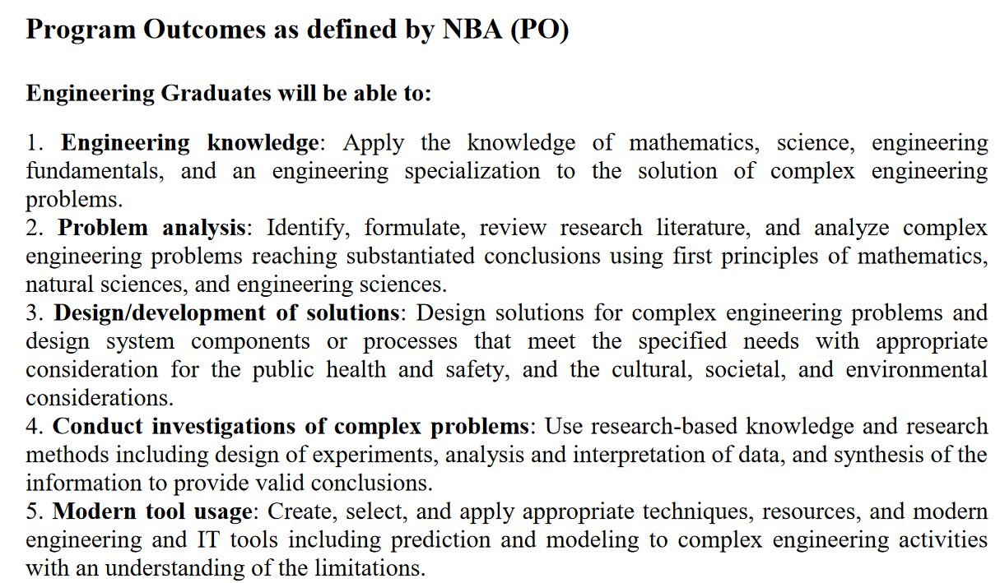 Program Outcomes as defined by NBA (PO)
Engineering Graduates will be able to:
1. Engineering knowledge: Apply the knowledge of mathematics, science, engineering
fundamentals, and an engineering specialization to the solution of complex engineering
problems.
2. Problem analysis: Identify, formulate, review research literature, and analyze complex
engineering problems reaching substantiated conclusions using first principles of mathematics,
natural sciences, and engineering sciences.
3. Design/development of solutions: Design solutions for complex engineering problems and
design system components or processes that meet the specified needs with appropriate
consideration for the public health and safety, and the cultural, societal, and environmental
considerations.
4. Conduct investigations of complex problems: Use research-based knowledge and research
methods including design of experiments, analysis and interpretation of data, and synthesis of the
information to provide valid conclusions.
5. Modern tool usage: Create, select, and apply appropriate techniques, resources, and modern
engineering and IT tools including prediction and modeling to complex engineering activities
with an understanding of the limitations.